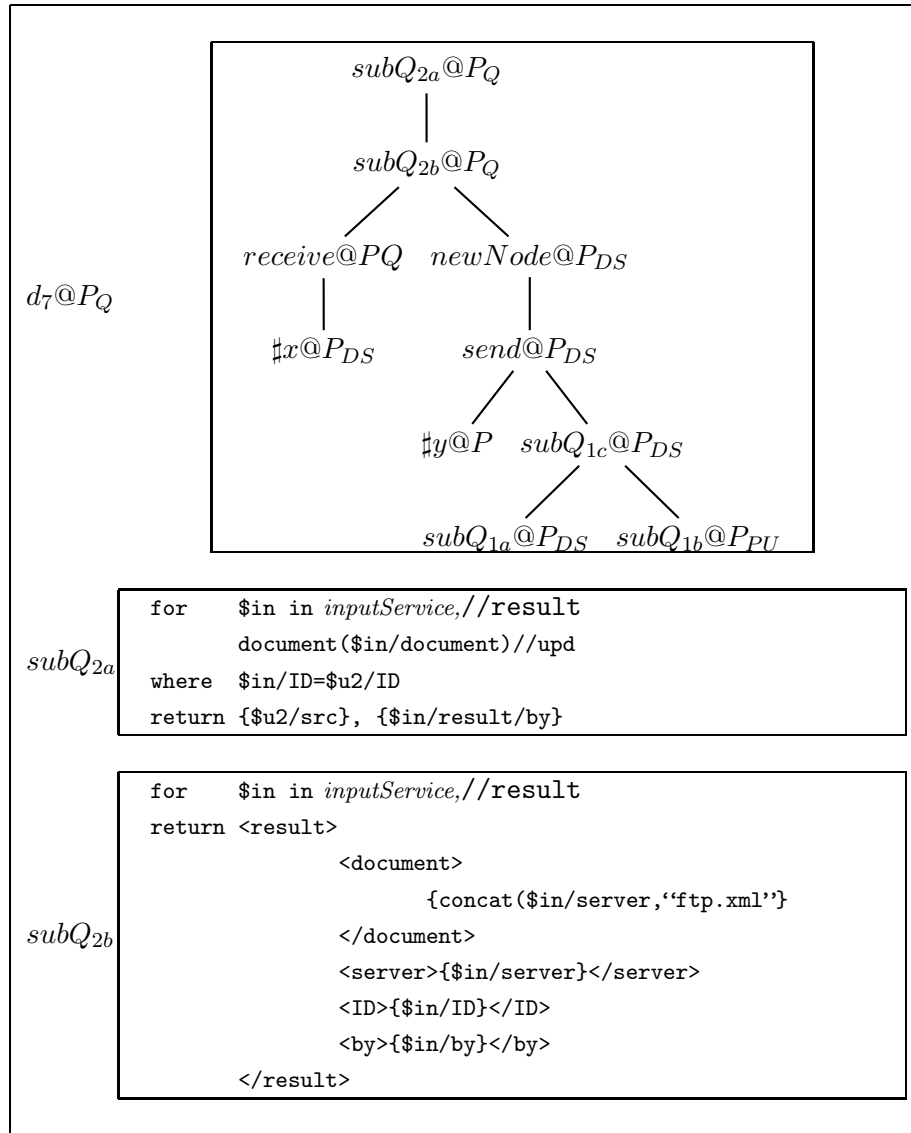 subQ2a@PQ
subQ2b@PQ
receive@PQ newNode@PDS
d7@PQ
♯x@PDS send@PDS
♯y@P subQ1c@PDS
subQ1a@PDS subQ1b@PPU
for $in in inputService,//result
document($in/document)//upd
subQ2a
where $in/ID=$u2/ID
return {$u2/src}, {$in/result/by}
for $in in inputService,//result
return <result>
<document>
{concat($in/server,“ftp.xml”}
subQ2b
</document>
<server>{$in/server}</server>
<ID>{$in/ID}</ID>
<by>{$in/by}</by>
</result>